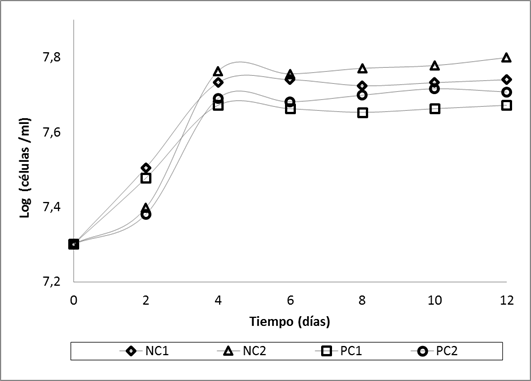 7,8
7,6
7,4
7,2
Log (células /ml)
0 2 4 6 8 10 12
Tiempo (días)
NC1 NC2 PC1 PC2